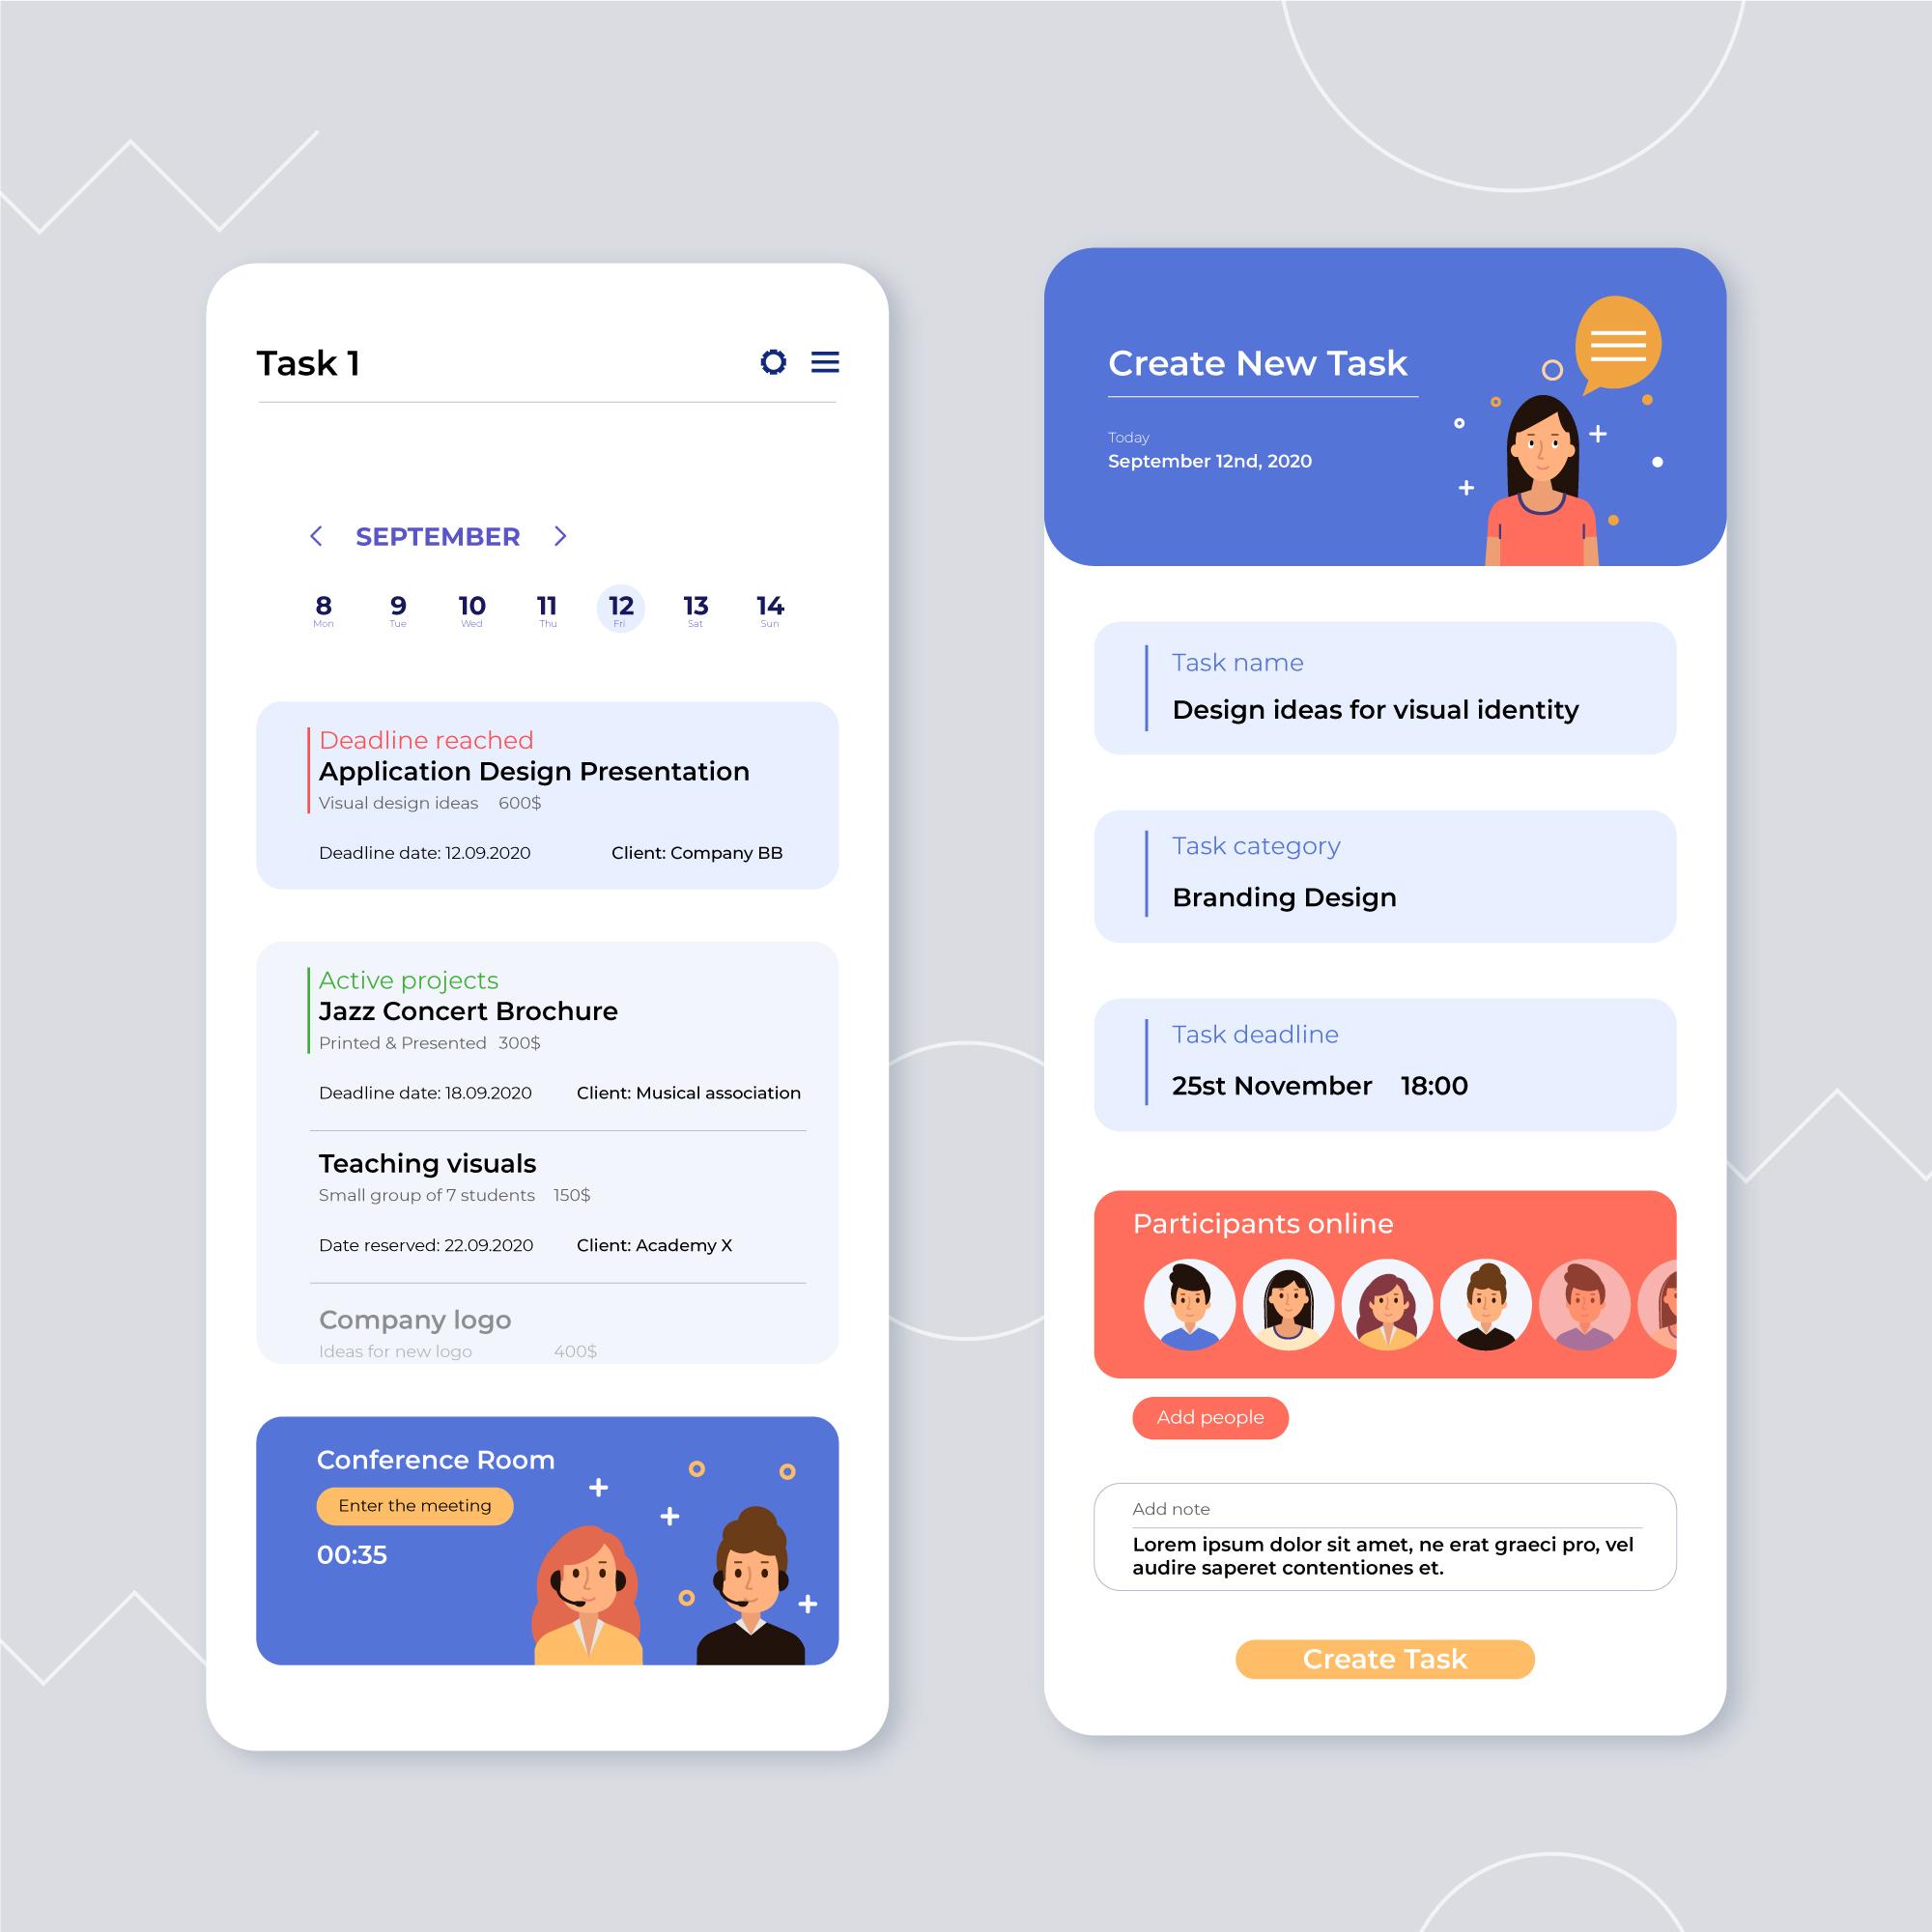 Task 1
SEPTEMBER
8 9 10 11 12 13 14
Mon Tue Wed Thu Fri Sat Sun
Deadline reached
Application Design Presentation
Visual design ideas 600$
Deadline date: 12.09.2020 Client: Company BB
Active projects
Jazz Concert Brochure
Printed & Presented 300$
Deadline date: 18.09.2020 Client: Musical association
Teaching visuals
Small group of 7 students 150$
Date reserved: 22.09.2020 Client: Academy X
Company logo
Ideas for new logo 400$
Conference Room
Enter the meeting
00:35
Create New Task
Today
September 12nd, 2020
Task name
Design ideas for visual identity
Task category
Branding Design
Task deadline
25st November 18:00
Participants online
Add people
Add note
Lorem ipsum dolor sit amet, ne erat graeci pro, vel
audire saperet contentiones et.
Create Task